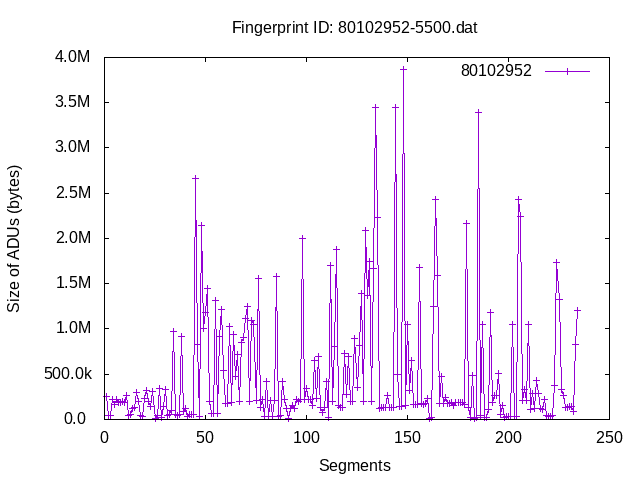 Fingerprint ID: 80102952-5500.dat
4.0M
80102952
3.5M
3.0M
2.5M
2.0M
1.5M
1.0M
500.0k
0.0
Size of ADUs (bytes)
0 50 100 150 200 250
Segments